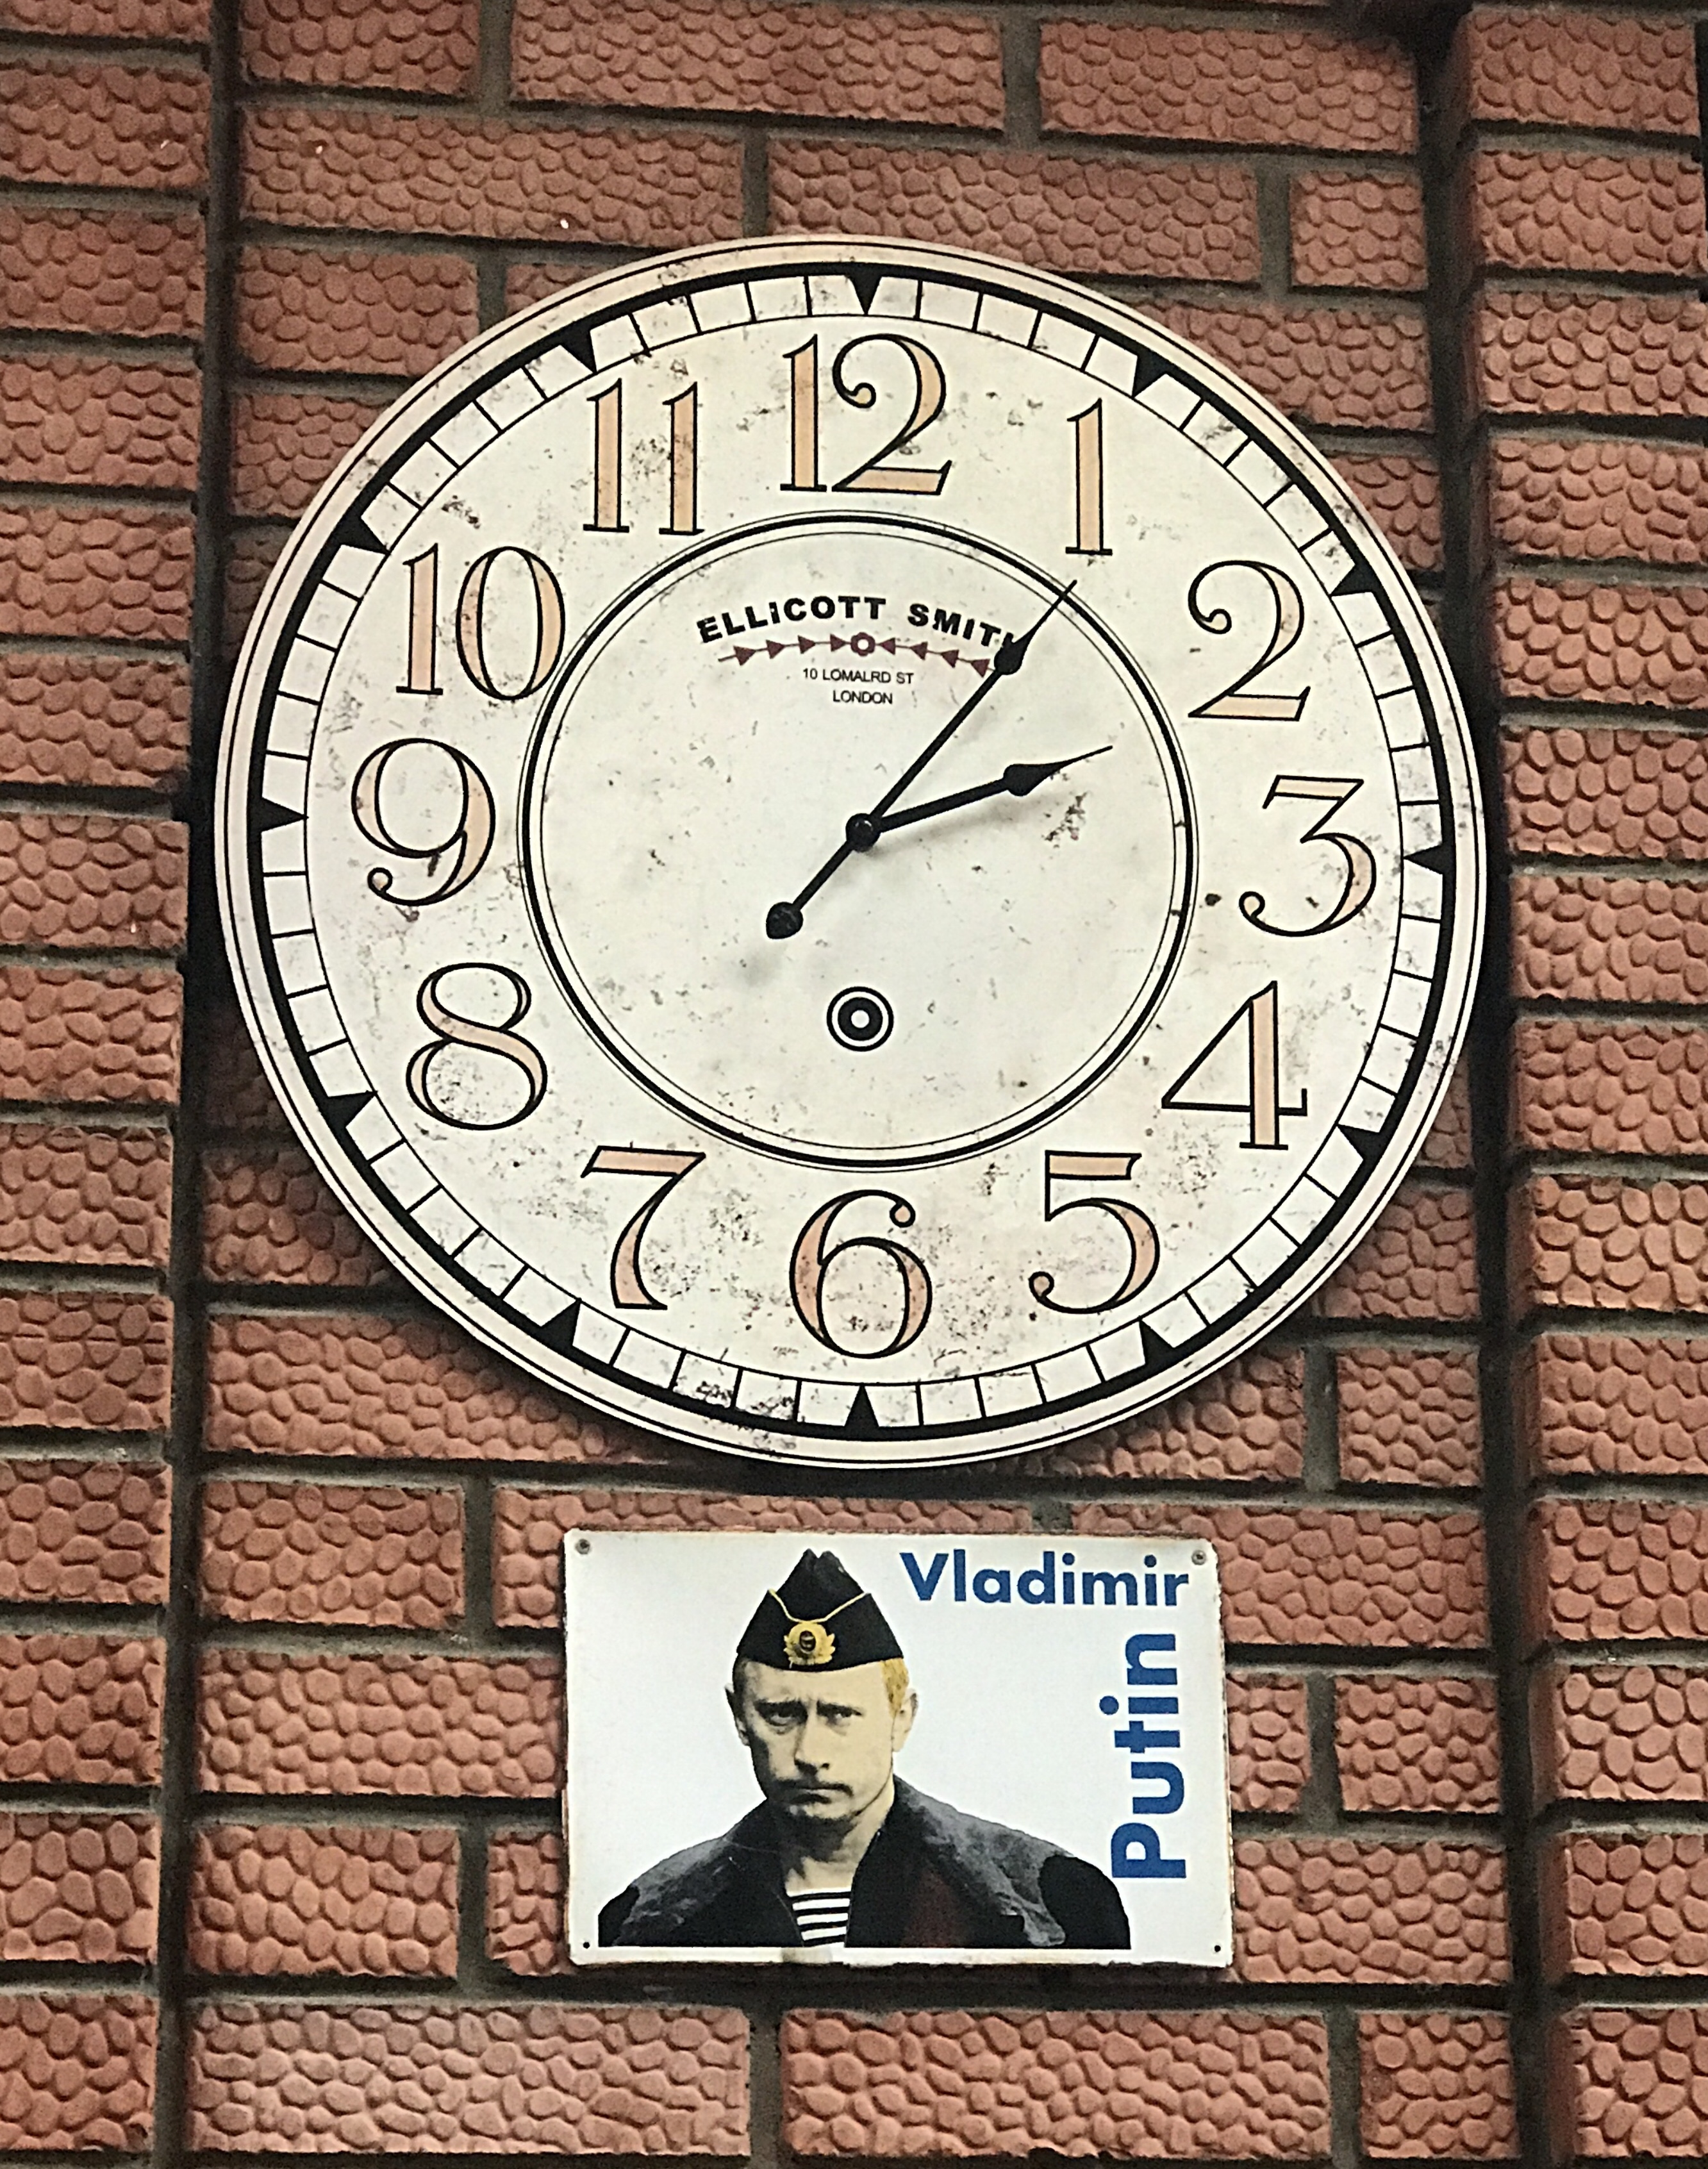 12
11
1
10
2
ELLICOTT SMITH
10 LOMALRD ST
LONDON
9
3
8
4
7
5
6
Vladimir
Putin